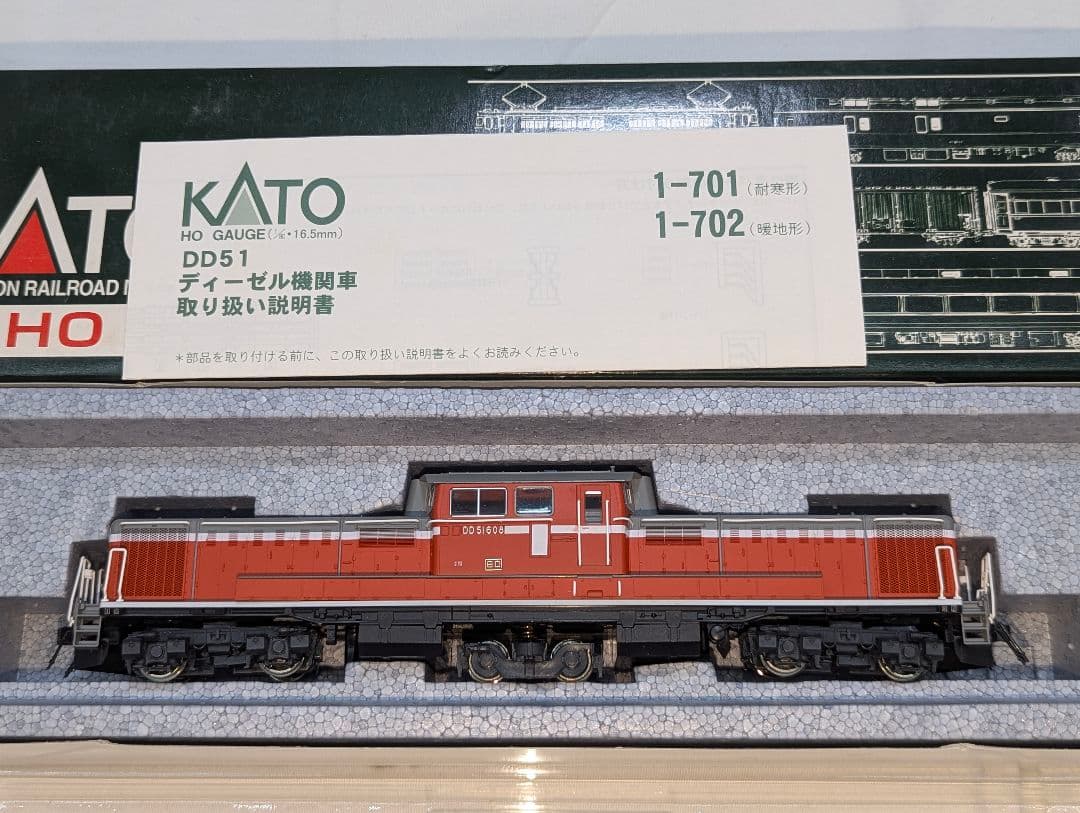 KATO
HO GAUGE(1/80・16.5mm)
DD51
ディーゼル機関車
取り扱い説明書
1-701(耐寒形)
1-702(暖地形)
*部品を取り付ける前に、この取り扱い説明書をよくお読みください。
ATO
ON RAILROAD
HO
DD51608